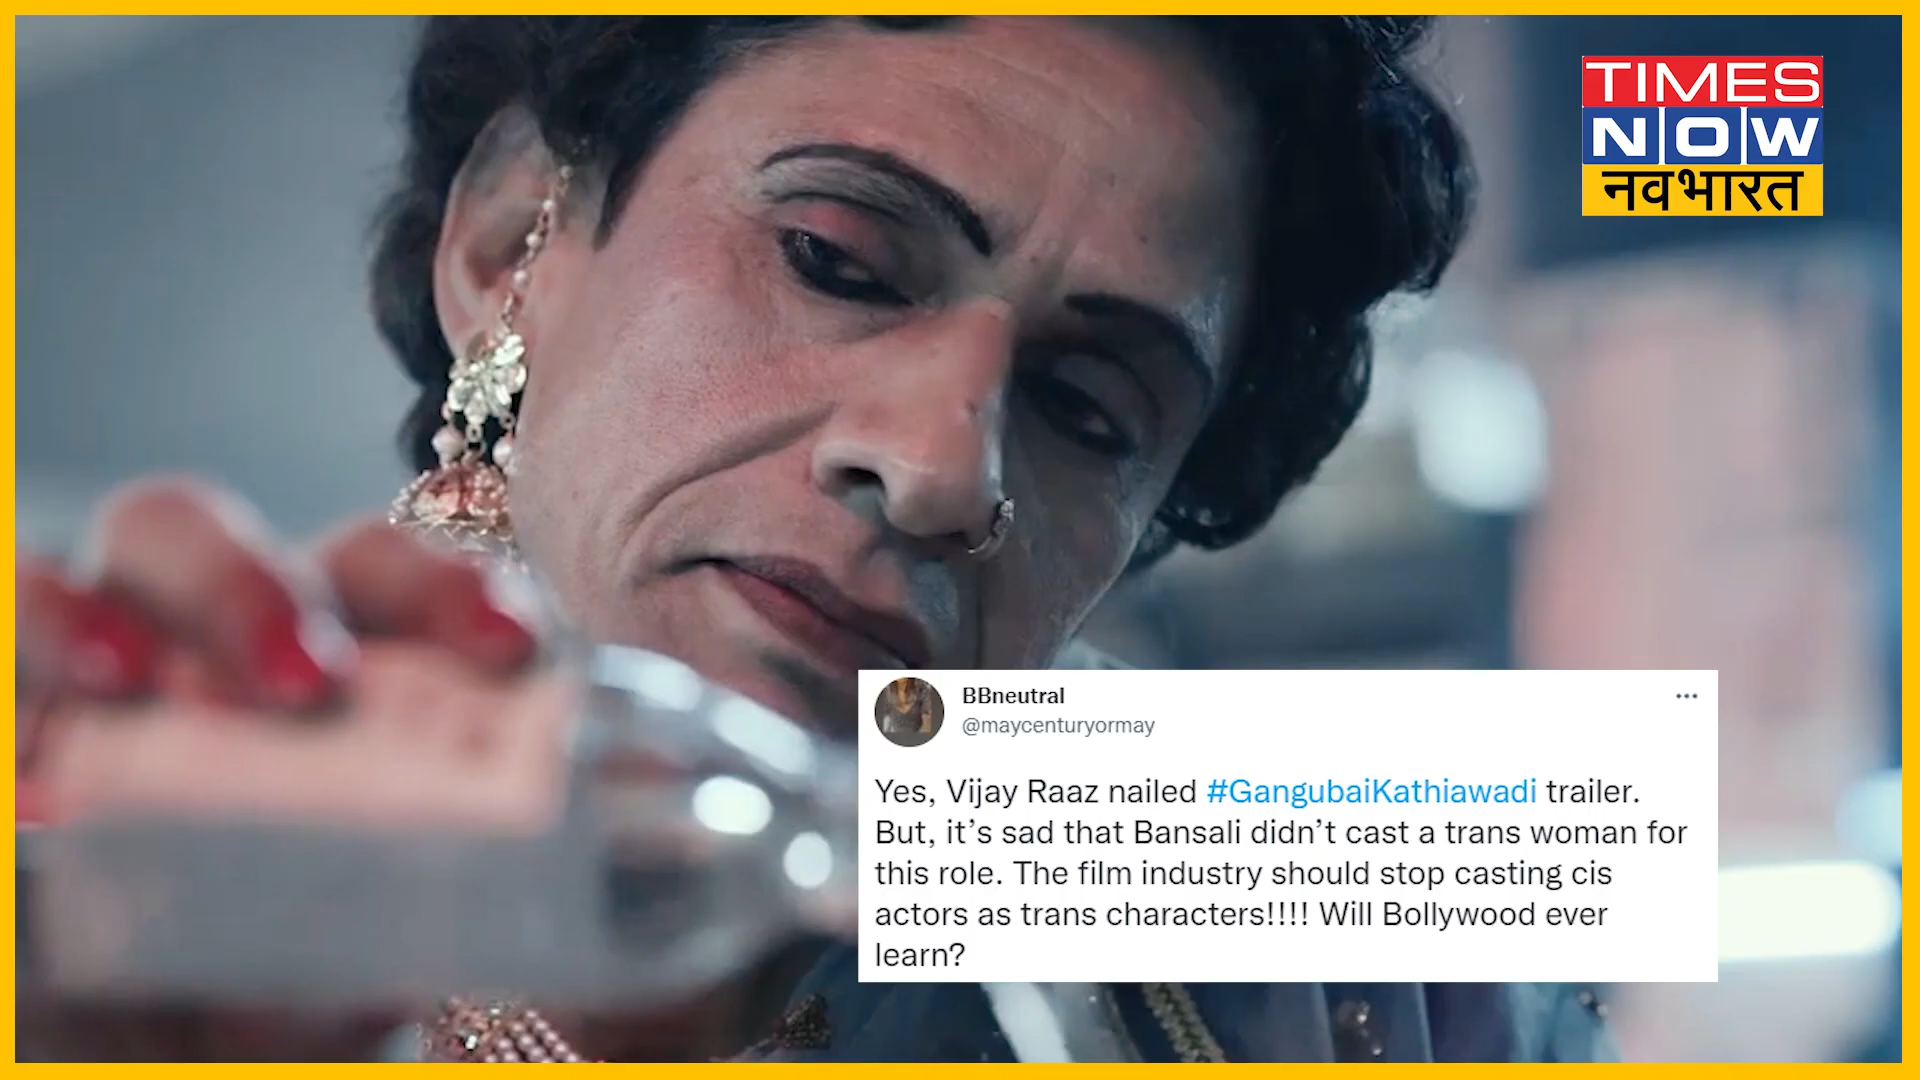 TIMES
NOW
नवभारत
BBneutral
@maycenturyormay
Yes, Vijay Raaz nailed #GangubaiKathiawadi trailer.
But, it’s sad that Bansali didn’t cast a trans woman for
this role. The film industry should stop casting cis
actors as trans characters!!!! Will Bollywood ever
learn?